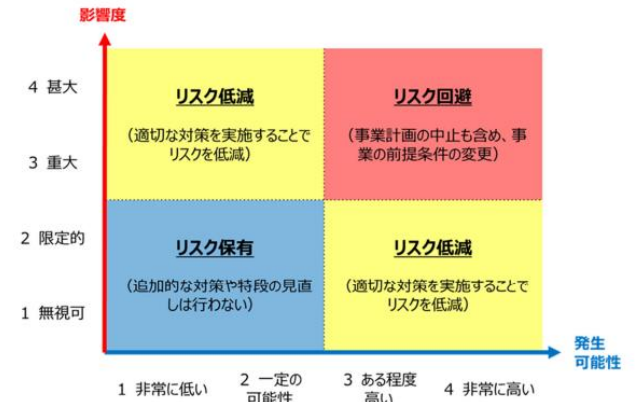 影響度
4 甚大
3 重大
2 限定的
1 無視可
リスク低減
（適切な対策を実施することで
リスクを低減）
リスク回避
（事業計画の中止も含め、事
業の前提条件の変更）
リスク保有
（追加的な対策や特段の見直
しは行わない）
リスク低減
（適切な対策を実施することで
リスクを低減）
発生
可能性
1 非常に低い
2 一定の
可能性
3 ある程度
高い
4 非常に高い